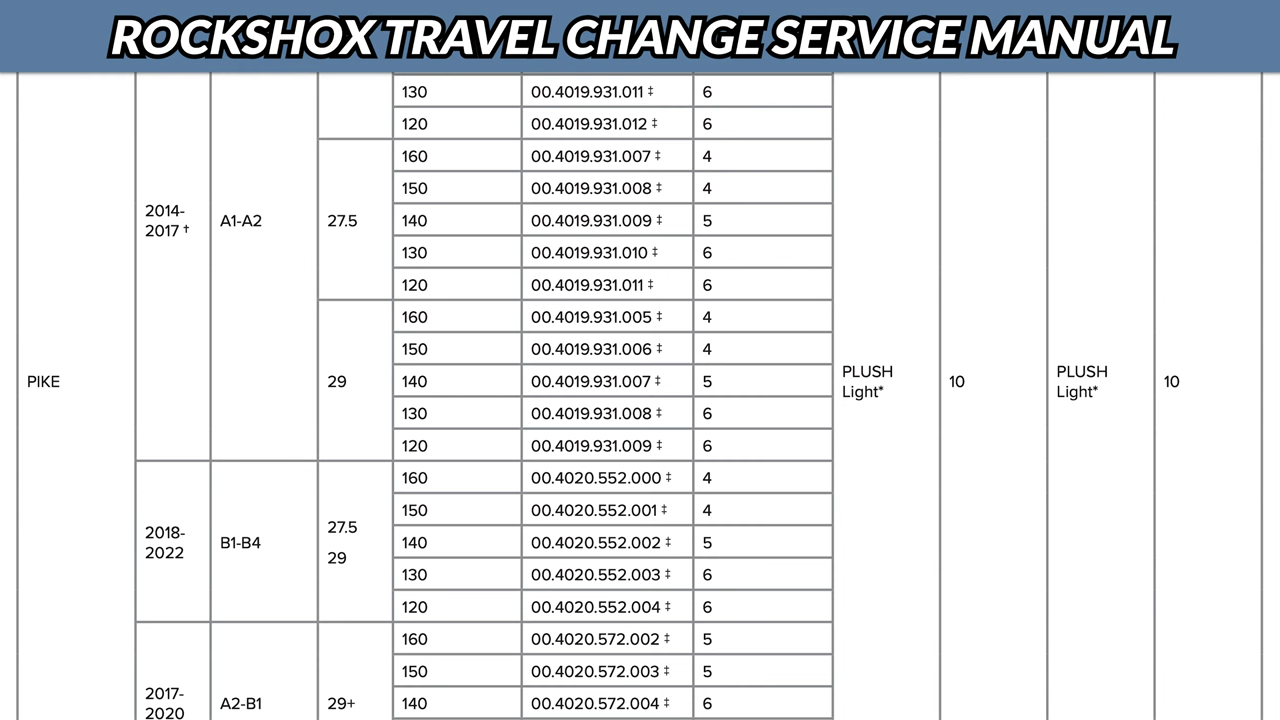 ROCKSHOX TRAVEL CHANGE SERVICE MANUAL
130 00.4019.931.011 ‡ 6
120 00.4019.931.012 ‡ 6
160 00.4019.931.007 ‡ 4
150 00.4019.931.008 ‡ 4
2014-
2017 † A1-A2 27.5 140 00.4019.931.009 ‡ 5
130 00.4019.931.010 ‡ 6
120 00.4019.931.011 ‡ 6
160 00.4019.931.005 ‡ 4
150 00.4019.931.006 ‡ 4
PIKE 29 140 00.4019.931.007 ‡ 5 PLUSH 10 PLUSH 10
Light* Light*
130 00.4019.931.008 ‡ 6
120 00.4019.931.009 ‡ 6
160 00.4020.552.000 ‡ 4
150 00.4020.552.001 ‡ 4
2018- 27.5
2022 B1-B4 140 00.4020.552.002 ‡ 5
29
130 00.4020.552.003 ‡ 6
120 00.4020.552.004 ‡ 6
160 00.4020.572.002 ‡ 5
150 00.4020.572.003 ‡ 5
2017-
2020 A2-B1 29+ 140 00.4020.572.004 ‡ 6